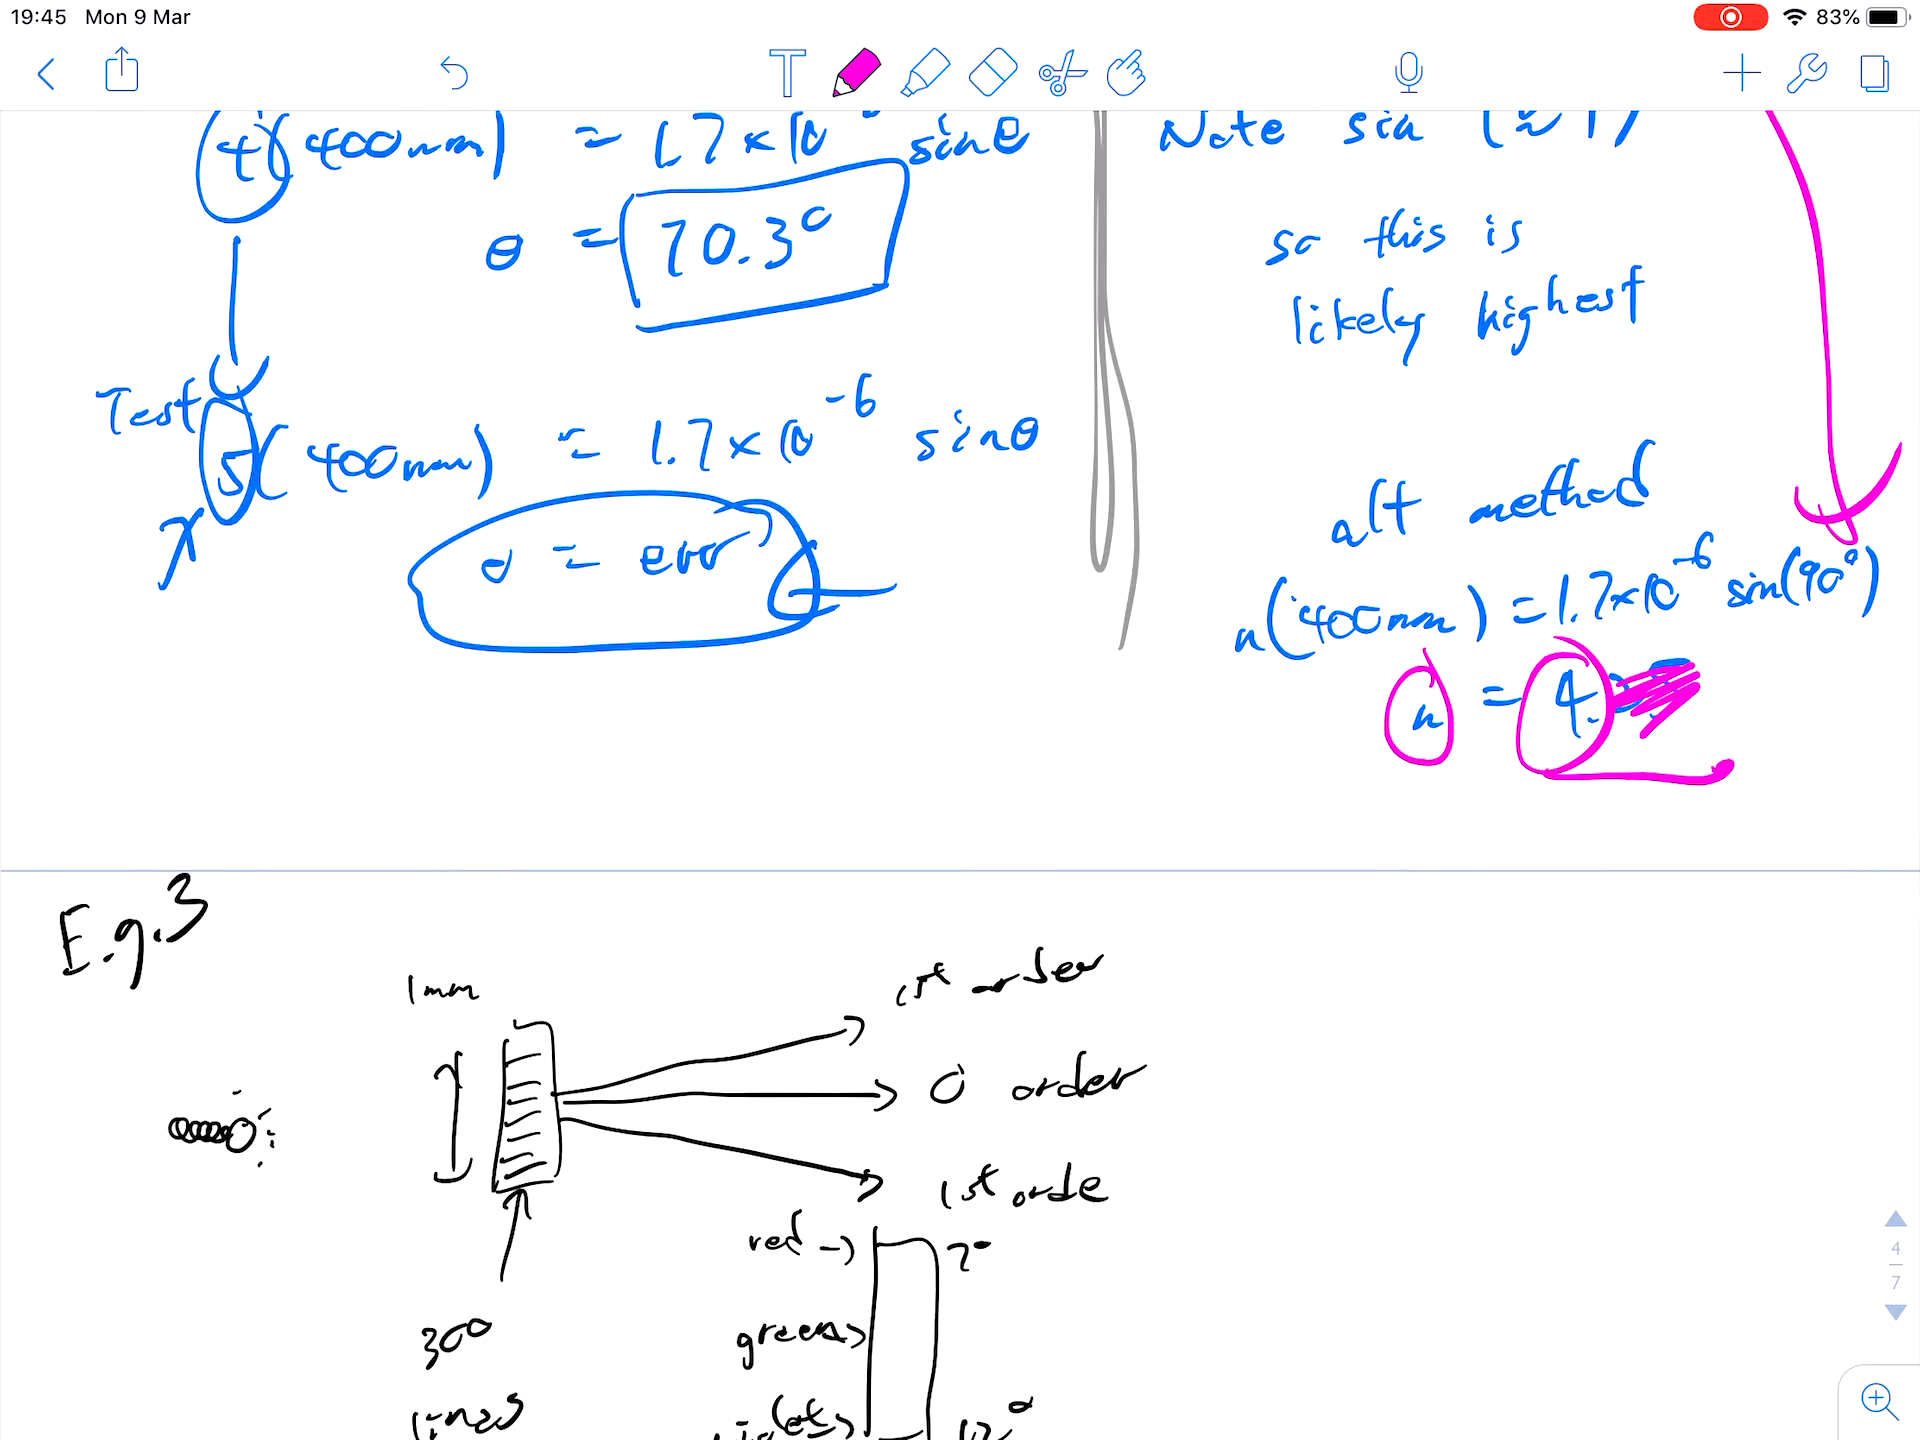 19:45 Mon 9 Mar
83%
T
4(400nm) = 1.7 × 10 sinθ
θ = 70.3°
Test
5(400nm) = 1.7 × 10⁻⁶ sinθ
= err
Note sin (≈1)
so this is
likely highest
alt method
n(400nm) = 1.7×10⁻⁶ sin(90°)
n = 4.
E.g.3
1mm
1st order
0 order
1st orde
red → 7°
300
green>
lines
4
7